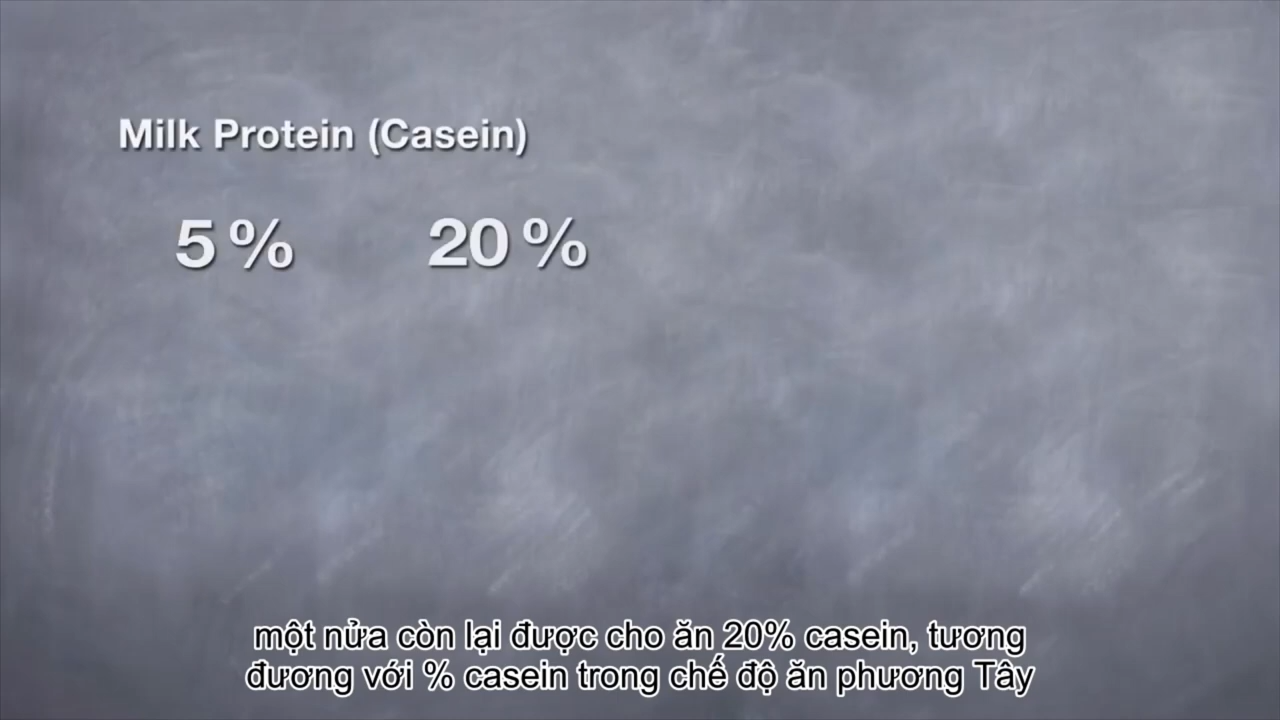 Milk Protein (Casein)
5 % 20 %
một nửa còn lại được cho ăn 20% casein, tương
đương với % casein trong chế độ ăn phương Tây